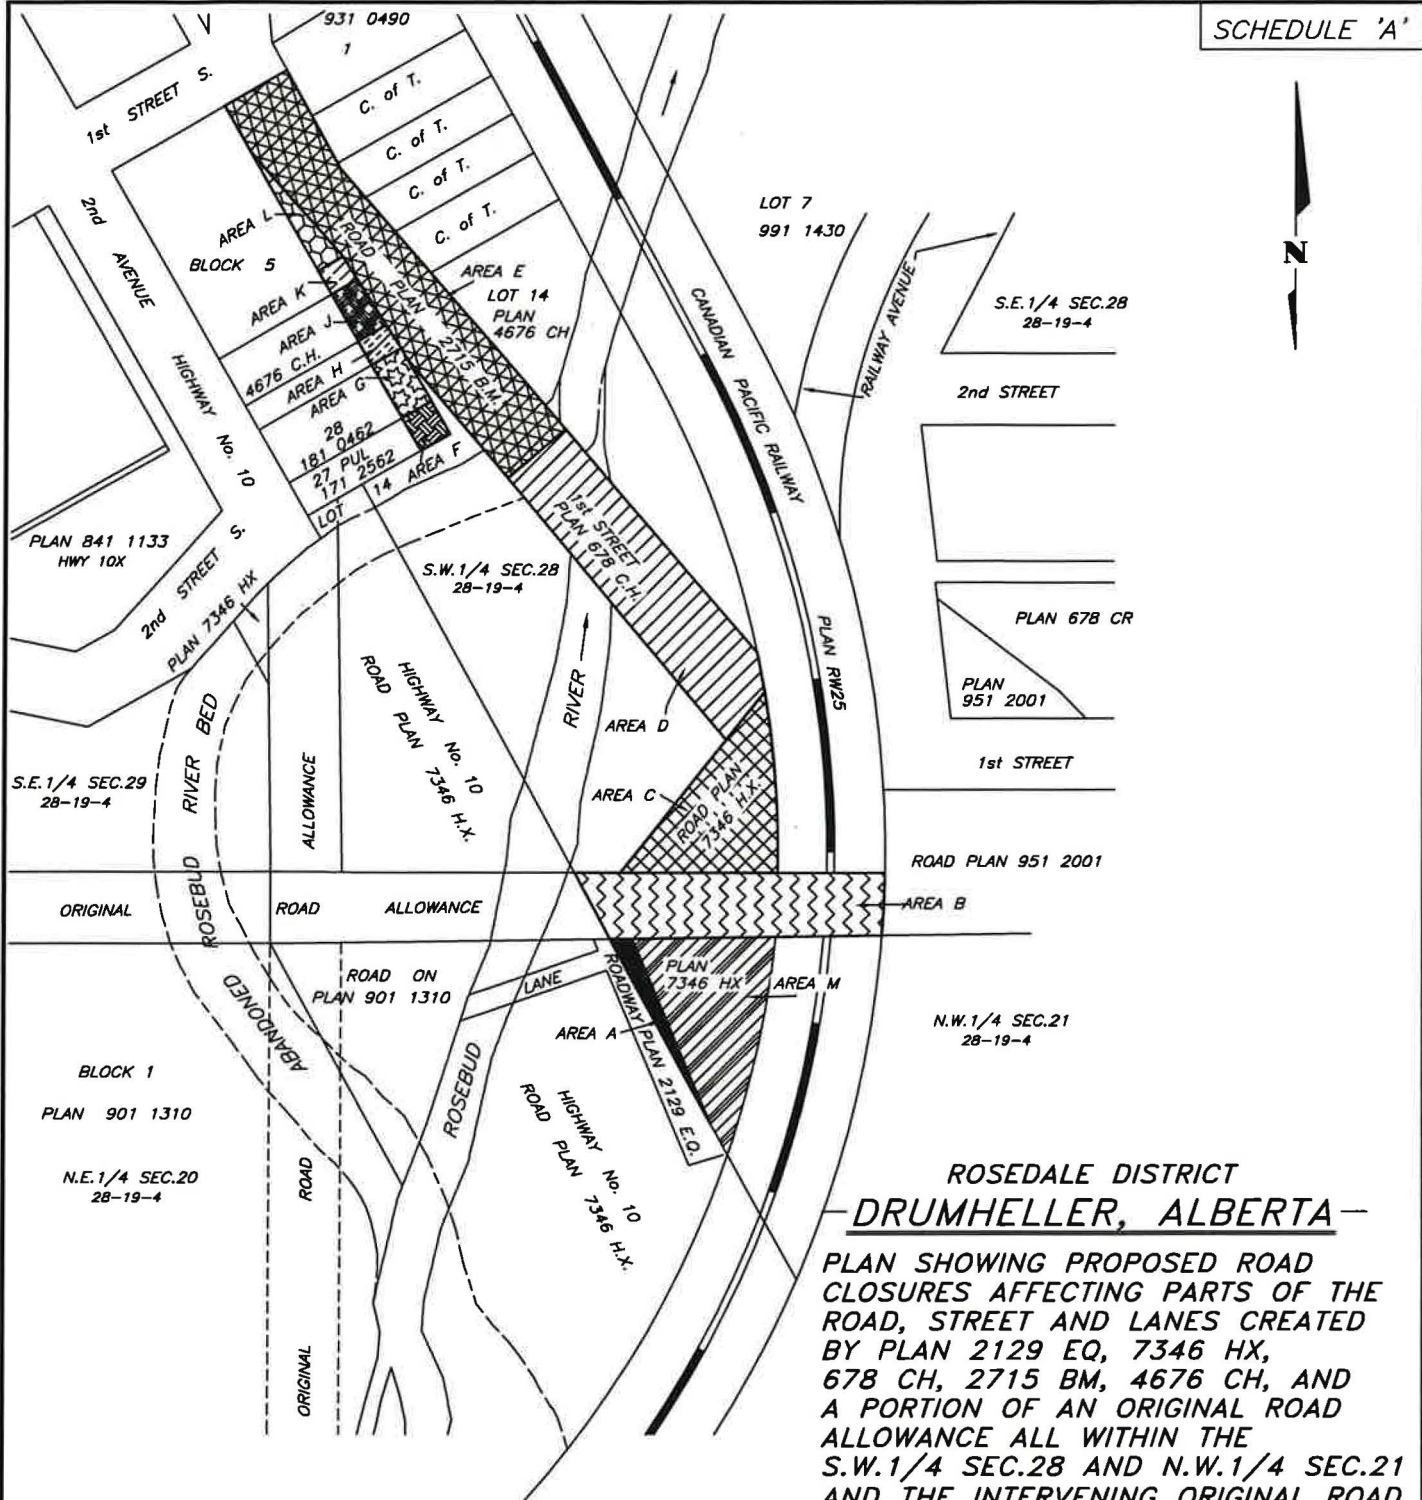 SCHEDULE 'A'
931 0490
1
1st STREET S.
C. of T.
C. of T.
C. of T.
C. of T.
2nd AVENUE
LOT 7
991 1430
N
AREA L
BLOCK 5
ROAD PLAN 2715 B.M.
AREA E
LOT 14
PLAN
4676 CH
AREA K
AREA J
4676 C.H.
AREA H
AREA G
28
181 0462
27 PUL
171 2562
LOT 14 AREA F
HIGHWAY No. 10
CANADIAN PACIFIC RAILWAY
RAILWAY AVENUE
S.E.1/4 SEC.28
28-19-4
2nd STREET
PLAN 841 1133
HWY 10X
2nd STREET S.
PLAN 7346 HX
S.W.1/4 SEC.28
28-19-4
1st STREET
PLAN 678 C.H.
PLAN 678 CR
PLAN
951 2001
PLAN RW25
HIGHWAY No. 10
ROAD PLAN 7346 H.X.
RIVER
AREA D
1st STREET
S.E.1/4 SEC.29
28-19-4
ALLOWANCE
AREA C
ROAD PLAN
7346 H.X.
ROAD PLAN 951 2001
ORIGINAL ROAD ALLOWANCE
AREA B
ABANDONED ROSEBUD RIVER BED
ROAD ON
PLAN 901 1310
LANE
ROADWAY PLAN 2129 E.Q.
PLAN
7346 HX
AREA M
AREA A
N.W.1/4 SEC.21
28-19-4
BLOCK 1
PLAN 901 1310
ROSEBUD
HIGHWAY No. 10
ROAD PLAN 7346 H.X.
N.E.1/4 SEC.20
28-19-4
ORIGINAL ROAD
ROSEDALE DISTRICT
DRUMHELLER, ALBERTA
PLAN SHOWING PROPOSED ROAD
CLOSURES AFFECTING PARTS OF THE
ROAD, STREET AND LANES CREATED
BY PLAN 2129 EQ, 7346 HX,
678 CH, 2715 BM, 4676 CH, AND
A PORTION OF AN ORIGINAL ROAD
ALLOWANCE ALL WITHIN THE
S.W.1/4 SEC.28 AND N.W.1/4 SEC.21
AND THE INTERVENING ORIGINAL ROAD